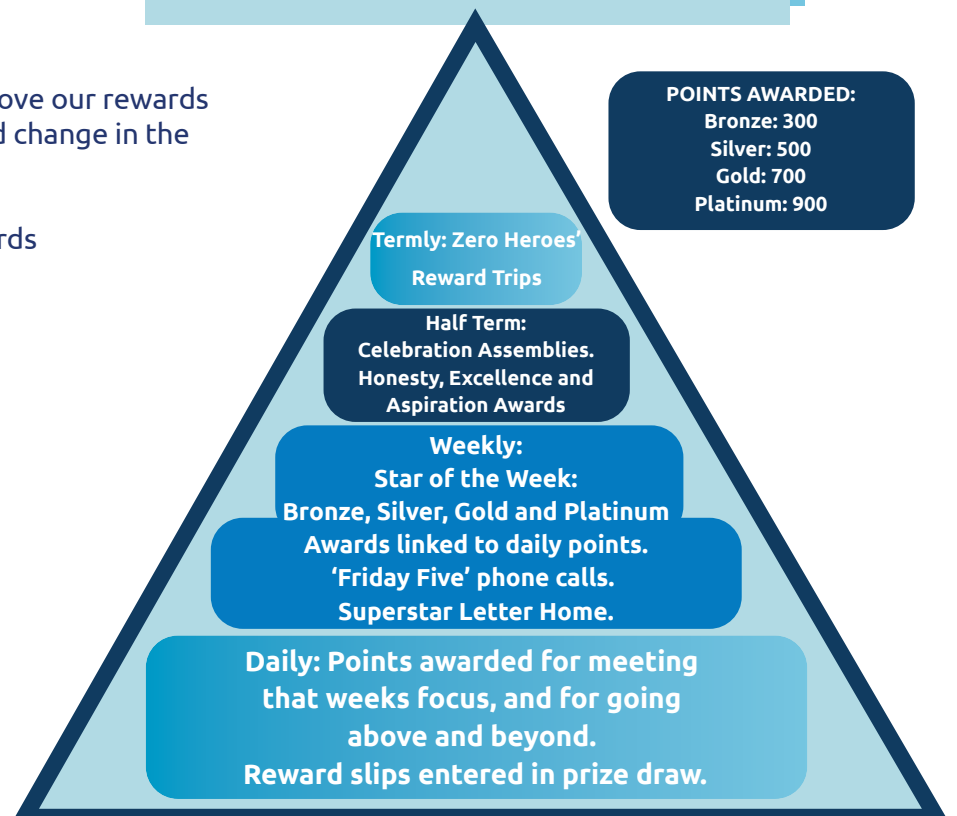 ove our rewards
d change in the
rds
POINTS AWARDED:
Bronze: 300
Silver: 500
Gold: 700
Platinum: 900
Termly: Zero Heroes’
Reward Trips
Half Term:
Celebration Assemblies.
Honesty, Excellence and
Aspiration Awards
Weekly:
Star of the Week:
Bronze, Silver, Gold and Platinum
Awards linked to daily points.
‘Friday Five’ phone calls.
Superstar Letter Home.
Daily: Points awarded for meeting
that weeks focus, and for going
above and beyond.
Reward slips entered in prize draw.